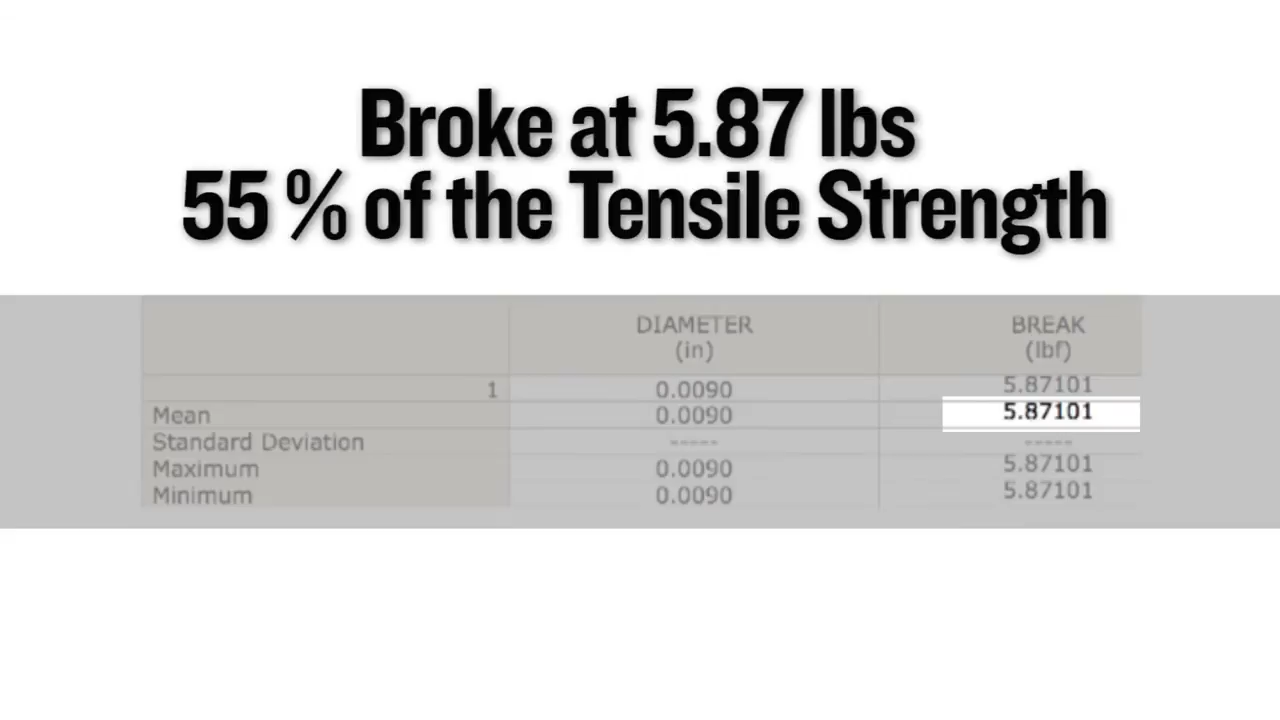 Broke at 5.87 lbs
55 % of the Tensile Strength
DIAMETER BREAK
(in) (lbf)
1 0.0090 5.87101
Mean 0.0090 5.87101
Standard Deviation ----- -----
Maximum 0.0090 5.87101
Minimum 0.0090 5.87101